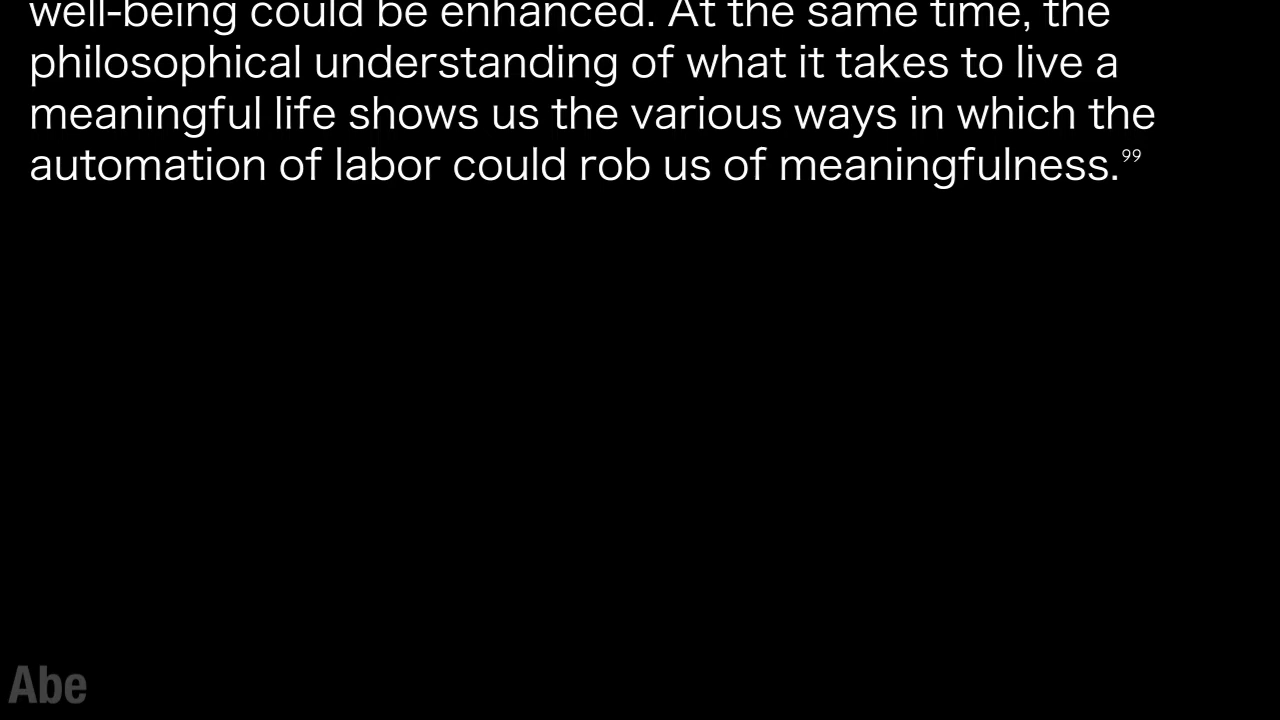 well-being could be enhanced. At the same time, the
philosophical understanding of what it takes to live a
meaningful life shows us the various ways in which the
automation of labor could rob us of meaningfulness.99
Abe